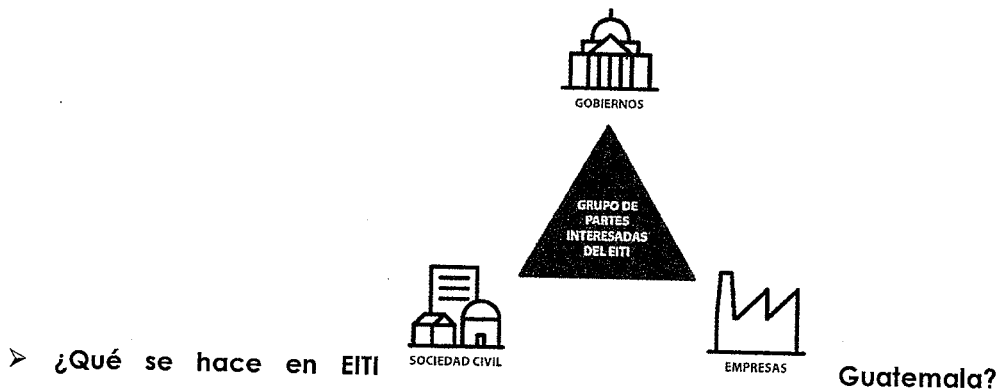 GOBIERNOS
GRUPO DE
PARTES
INTERESADAS
DEL EITI
SOCIEDAD CIVIL
EMPRESAS
➢ ¿Qué se hace en EITI Guatemala?